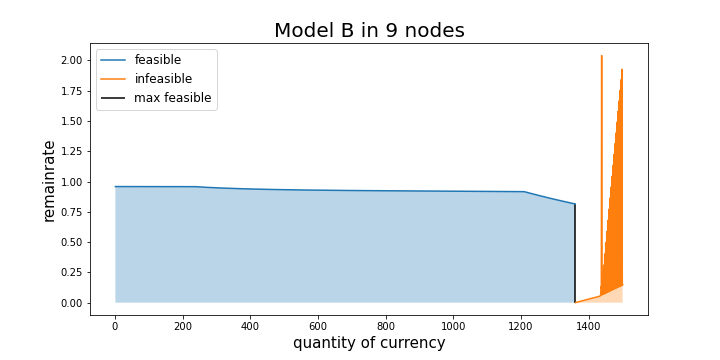 Model B in 9 nodes
feasible
infeasible
max feasible
remainrate
2.00
1.75
1.50
1.25
1.00
0.75
0.50
0.25
0.00
0 200 400 600 800 1000 1200 1400
quantity of currency